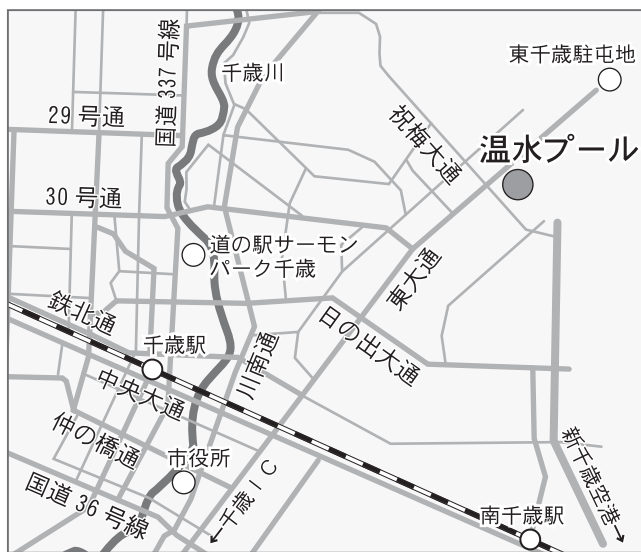 東千歳駐屯地
国道337号線
千歳川
29号通
祝梅大通
温水プール
30号通
道の駅サーモン
パーク千歳
東大通
鉄北通
日の出大通
千歳駅
川南通
中央大通
仲の橋通
市役所
新千歳空港→
←千歳IC
国道36号線
南千歳駅